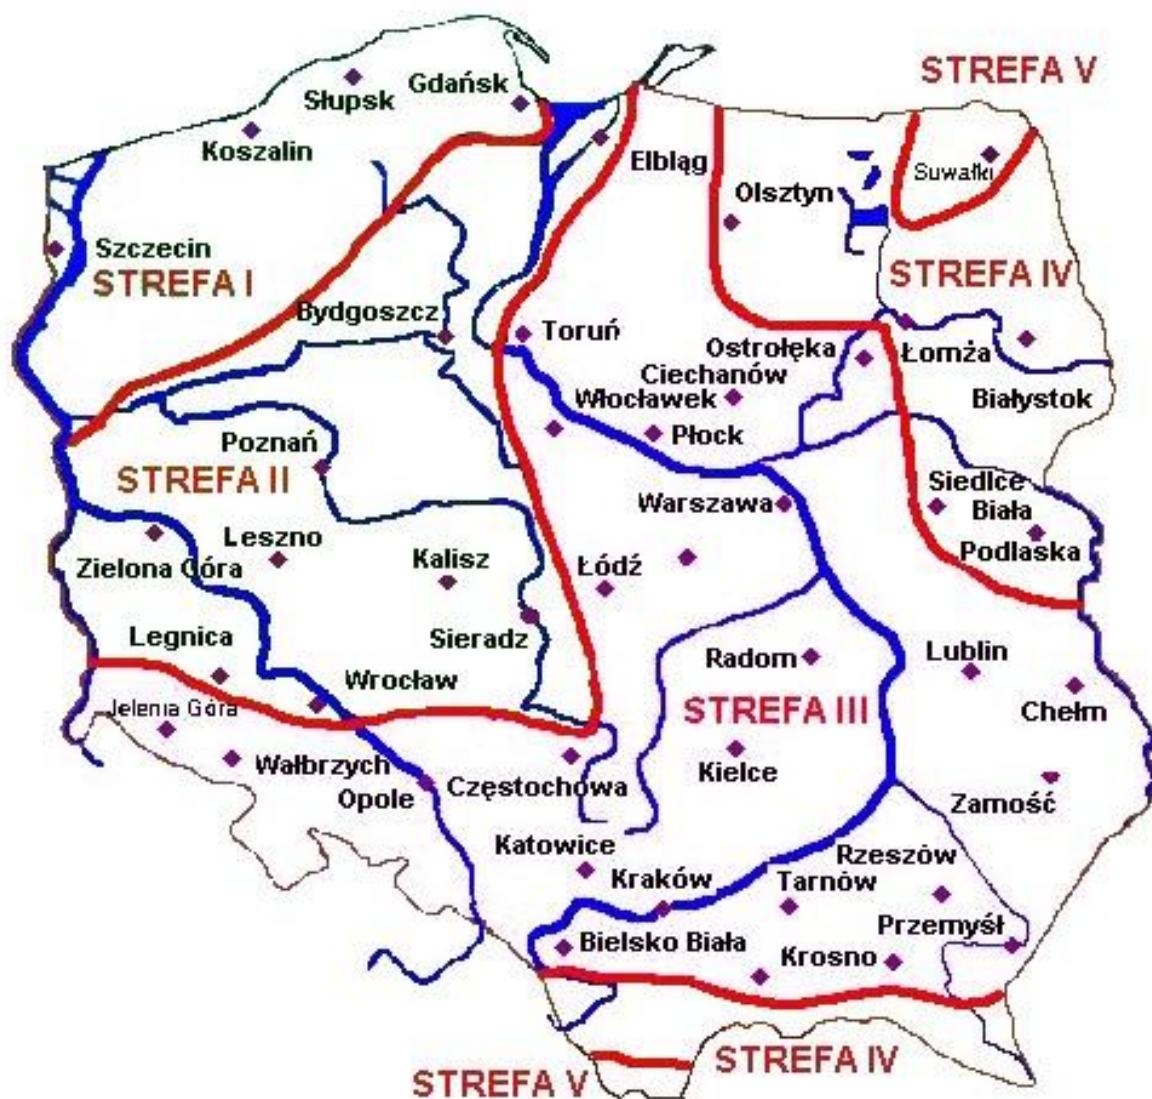 STREFA V
Gdańsk
Słupsk
Koszalin
Elbląg
Suwałki
Olsztyn
Szczecin
STREFA I
STREFA IV
Bydgoszcz
Toruń
Ostrołęka
Łomża
Ciechanów
Włocławek
Białystok
Poznań
Płock
STREFA II
Siedlce
Warszawa
Biała
Podlaska
Leszno
Zielona Góra
Kalisz
Łódź
Legnica
Sieradz
Radom
Lublin
Wrocław
Jelenia Góra
STREFA III
Chełm
Wałbrzych
Opole
Częstochowa
Kielce
Zamość
Katowice
Kraków
Rzeszów
Tarnów
Przemyśl
Bielsko Biała
Krosno
STREFA IV
STREFA V